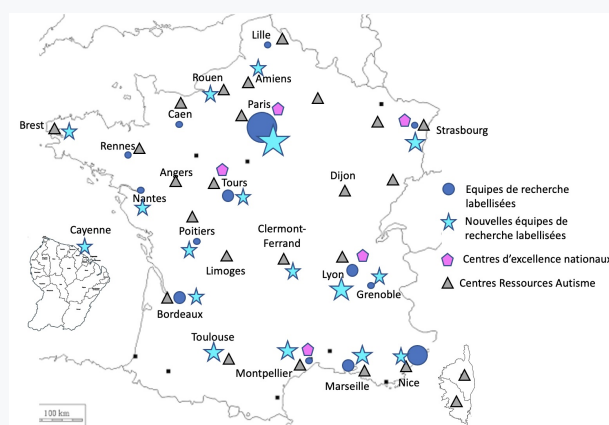 Lille
Rouen
Amiens
Caen
Paris
Brest
Strasbourg
Rennes
Angers
Tours
Dijon
Nantes
Equipes de recherche
labellisées
Nouvelles équipes de
recherche labellisées
Cayenne
Poitiers
Clermont-
Ferrand
Centres d'excellence nationaux
Limoges
Lyon
Centres Ressources Autisme
Grenoble
Bordeaux
Toulouse
Montpellier
Marseille
Nice
100 km